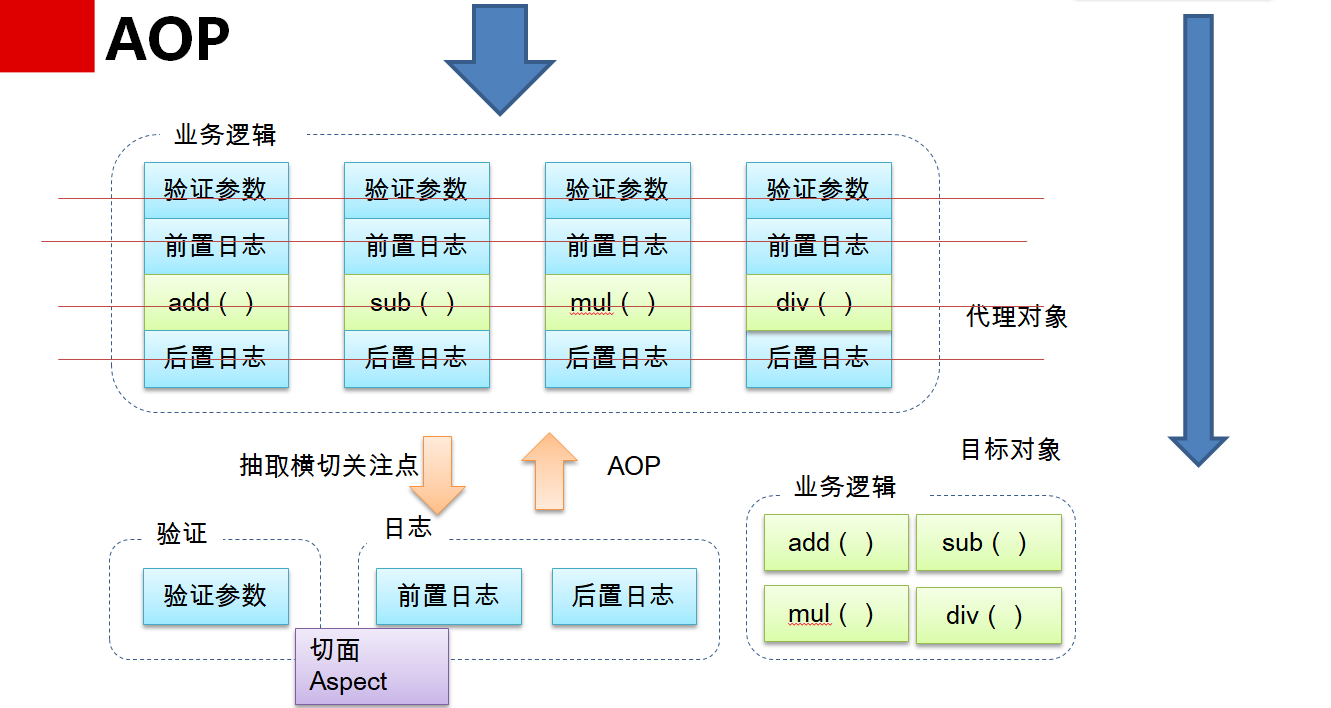 AOP
业务逻辑
验证参数 验证参数 验证参数 验证参数
前置日志 前置日志 前置日志 前置日志
add（ ） sub（ ） mul（ ） div（ ）
代理对象
后置日志 后置日志 后置日志 后置日志
抽取横切关注点
AOP
目标对象
业务逻辑
add（ ） sub（ ）
mul（ ） div（ ）
验证
验证参数
日志
前置日志 后置日志
切面
Aspect